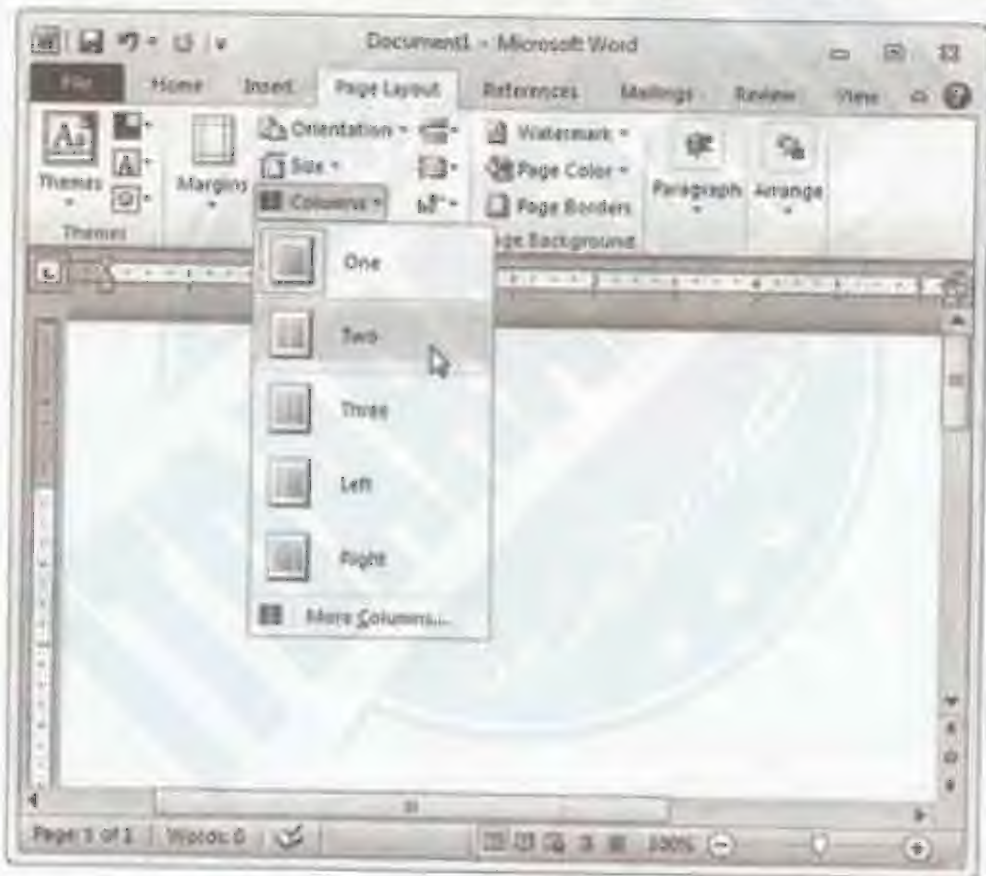 Document1 - Microsoft Word
File Home Insert Page Layout References Mailings Review View
Orientation Watermark
Size Page Color
Themes Margins Columns Page Borders Paragraph Arrange
Themes age Background
One
Two
Three
Left
Right
More Columns...
Page: 1 of 1 Words: 0 100%